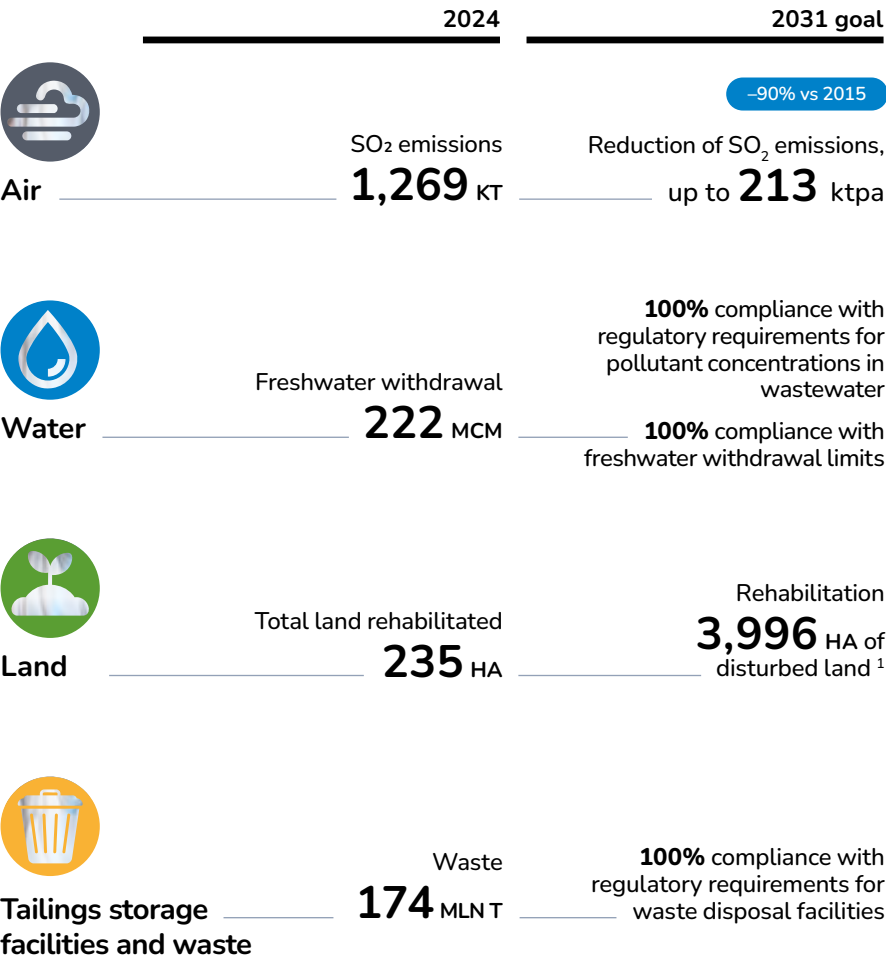 2024
2031 goal
Air
SO₂ emissions
1,269 KT
–90% vs 2015
Reduction of SO₂ emissions,
up to 213 ktpa
Water
Freshwater withdrawal
222 MCM
100% compliance with
regulatory requirements for
pollutant concentrations in
wastewater
100% compliance with
freshwater withdrawal limits
Land
Total land rehabilitated
235 HA
Rehabilitation
3,996 HA of
disturbed land ¹
Tailings storage
facilities and waste
Waste
174 MLN T
100% compliance with
regulatory requirements for
waste disposal facilities